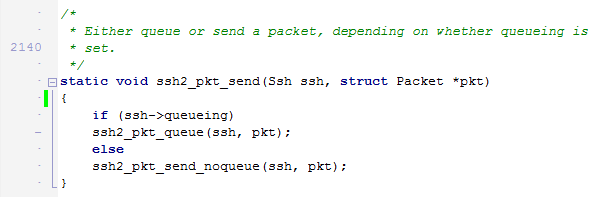 /*
* Either queue or send a packet, depending on whether queueing is
2140 * set.
*/
static void ssh2_pkt_send(Ssh ssh, struct Packet *pkt)
{
if (ssh->queueing)
ssh2_pkt_queue(ssh, pkt);
else
ssh2_pkt_send_noqueue(ssh, pkt);
}